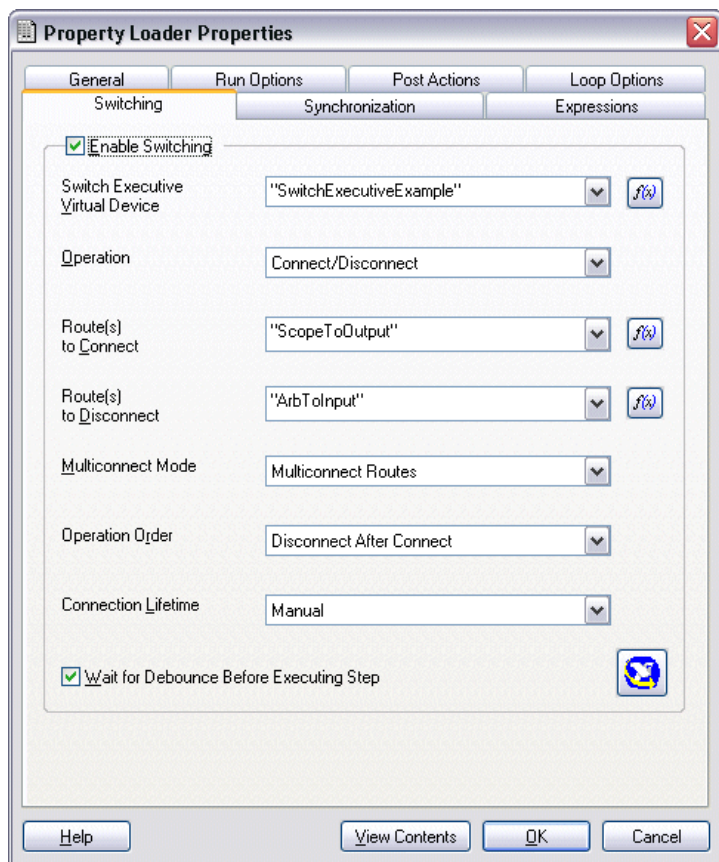 Property Loader Properties
General Run Options Post Actions Loop Options
Switching Synchronization Expressions
Enable Switching
Switch Executive
Virtual Device
"SwitchExecutiveExample"
f(x)
Operation
Connect/Disconnect
Route(s)
to Connect
"ScopeToOutput"
f(x)
Route(s)
to Disconnect
"ArbToInput"
f(x)
Multiconnect Mode
Multiconnect Routes
Operation Order
Disconnect After Connect
Connection Lifetime
Manual
Wait for Debounce Before Executing Step
Help View Contents OK Cancel